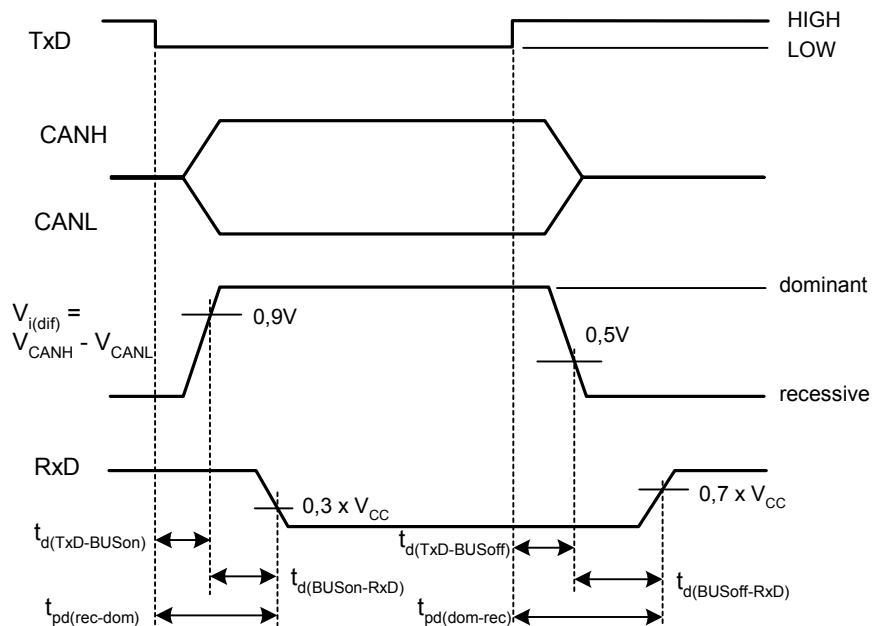 TxD
HIGH
LOW
CANH
CANL
dominant
V_i(dif) =
V_CANH - V_CANL
0,9V
0,5V
recessive
RxD
0,3 x V_CC
0,7 x V_CC
t_d(TxD-BUSon)
t_d(TxD-BUSoff)
t_d(BUSon-RxD)
t_d(BUSoff-RxD)
t_pd(rec-dom)
t_pd(dom-rec)